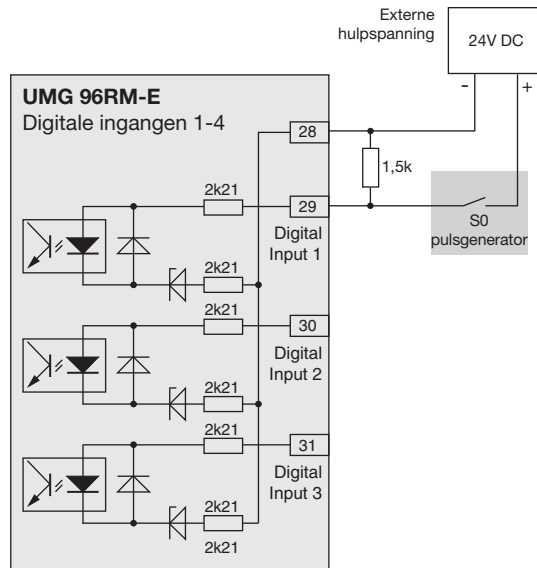 Externe
hulpspanning
24V DC
- +
UMG 96RM-E
Digitale ingangen 1-4
28
1,5k
2k21
29
S0
pulsgenerator
Digital
Input 1
2k21
2k21
30
Digital
Input 2
2k21
2k21
31
Digital
Input 3
2k21
2k21